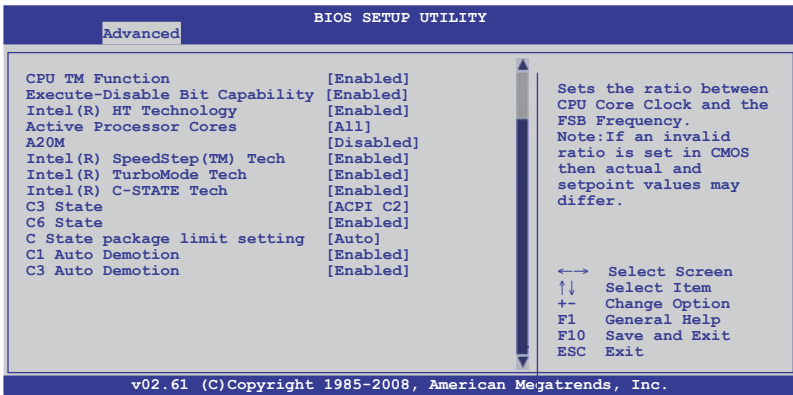 BIOS SETUP UTILITY
Advanced
CPU TM Function [Enabled]
Execute-Disable Bit Capability [Enabled]
Intel(R) HT Technology [Enabled]
Active Processor Cores [All]
A20M [Disabled]
Intel(R) SpeedStep(TM) Tech [Enabled]
Intel(R) TurboMode Tech [Enabled]
Intel(R) C-STATE Tech [Enabled]
C3 State [ACPI C2]
C6 State [Enabled]
C State package limit setting [Auto]
C1 Auto Demotion [Enabled]
C3 Auto Demotion [Enabled]
Sets the ratio between
CPU Core Clock and the
FSB Frequency.
Note:If an invalid
ratio is set in CMOS
then actual and
setpoint values may
differ.
←→ Select Screen
↑↓ Select Item
+- Change Option
F1 General Help
F10 Save and Exit
ESC Exit
v02.61 (C)Copyright 1985-2008, American Megatrends, Inc.